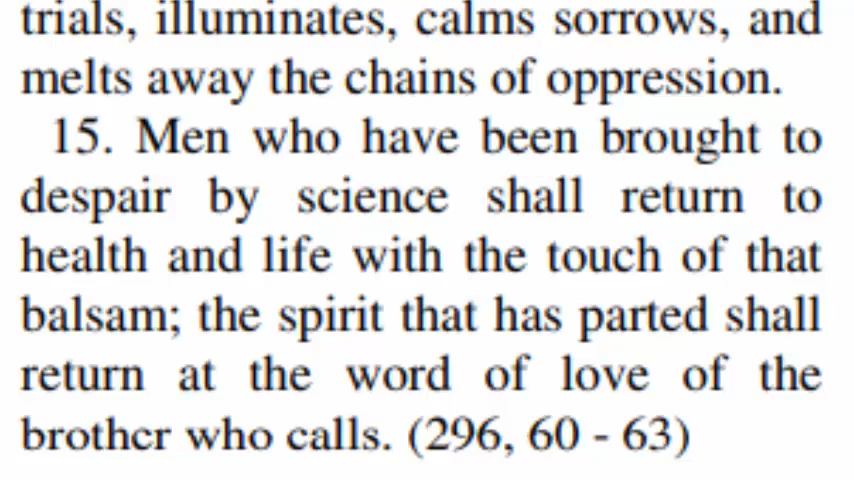 trials, illuminates, calms sorrows, and
melts away the chains of oppression.
15. Men who have been brought to
despair by science shall return to
health and life with the touch of that
balsam; the spirit that has parted shall
return at the word of love of the
brother who calls. (296, 60 - 63)